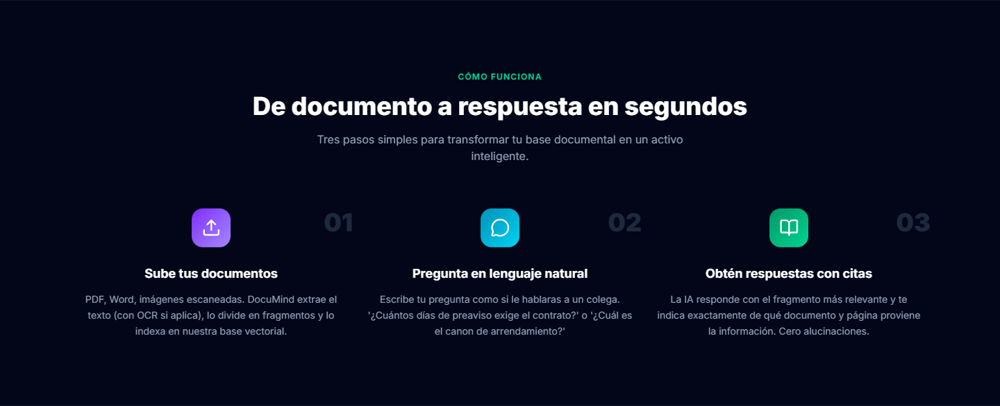 CÓMO FUNCIONA
De documento a respuesta en segundos
Tres pasos simples para transformar tu base documental en un activo
inteligente.
01
Sube tus documentos
PDF, Word, imágenes escaneadas. DocuMind extrae el
texto (con OCR si aplica), lo divide en fragmentos y lo
indexa en nuestra base vectorial.
02
Pregunta en lenguaje natural
Escribe tu pregunta como si le hablaras a un colega.
'¿Cuántos días de preaviso exige el contrato?' o '¿Cuál es
el canon de arrendamiento?'
03
Obtén respuestas con citas
La IA responde con el fragmento más relevante y te
indica exactamente de qué documento y página proviene
la información. Cero alucinaciones.